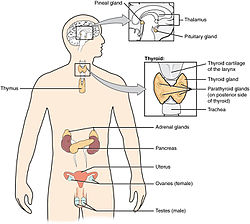 Pineal gland
Thalamus
Pituitary gland
Thyroid:
Thyroid cartilage
of the larynx
Thyroid gland
Parathyroid glands
(on posterior side
of thyroid)
Trachea
Thymus
Adrenal glands
Pancreas
Uterus
Ovaries (female)
Testes (male)